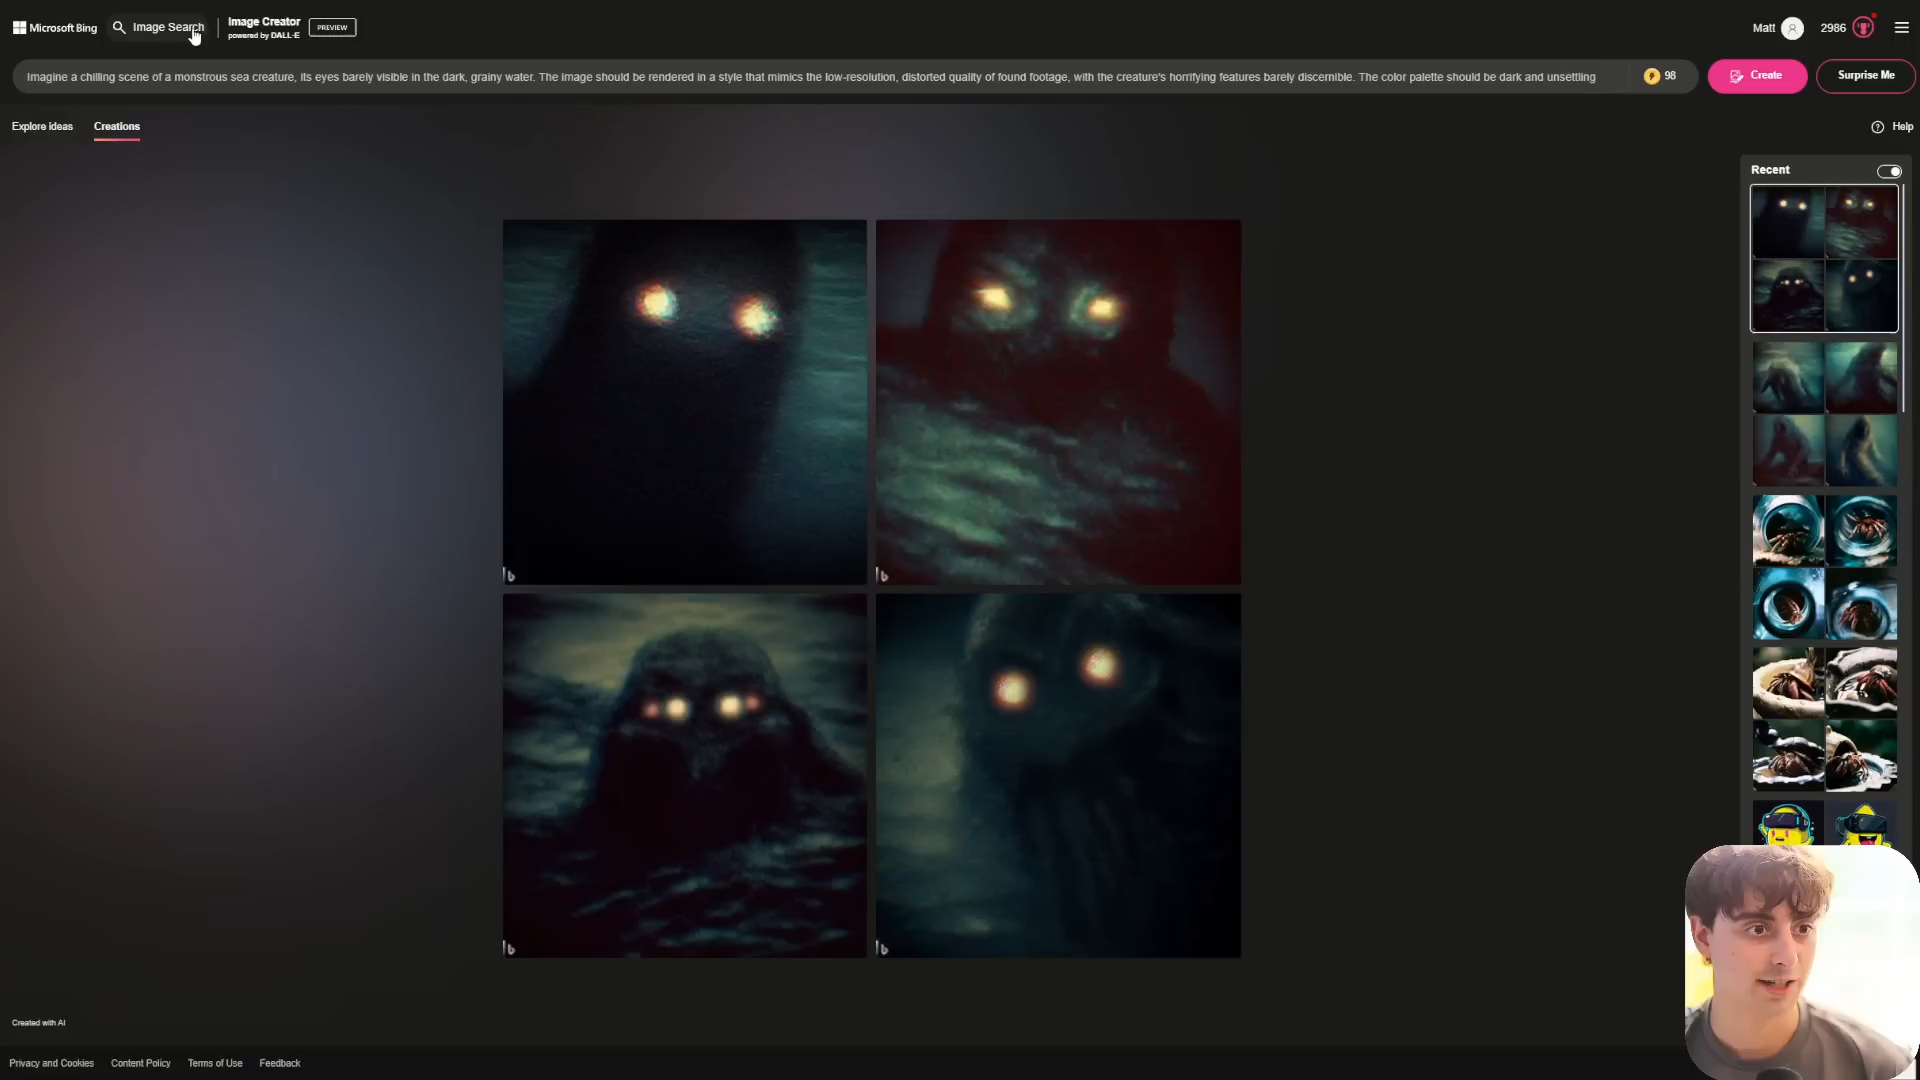 Microsoft Bing
Image Search
Image Creator
powered by DALL·E
PREVIEW
Matt
2986
Imagine a chilling scene of a monstrous sea creature, its eyes barely visible in the dark, grainy water. The image should be rendered in a style that mimics the low-resolution, distorted quality of found footage, with the creature's horrifying features barely discernible. The color palette should be dark and unsettling
98
Create
Surprise Me
Explore ideas
Creations
Help
Recent
Created with AI
Privacy and Cookies
Content Policy
Terms of Use
Feedback